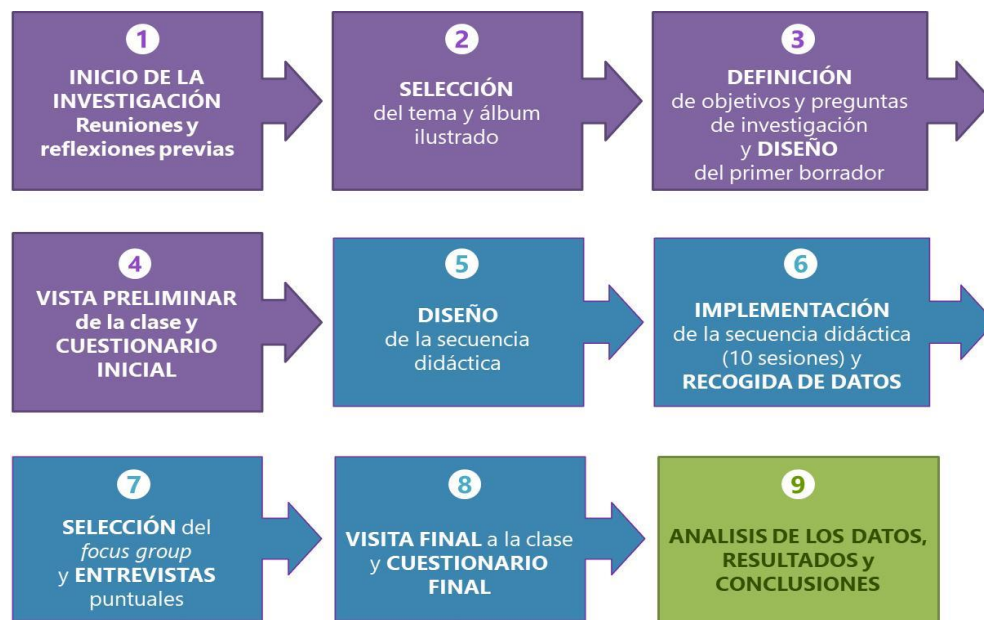 1
INICIO DE LA
INVESTIGACIÓN
Reuniones y
reflexiones previas
2
SELECCIÓN
del tema y álbum
ilustrado
3
DEFINICIÓN
de objetivos y preguntas
de investigación
y DISEÑO
del primer borrador
4
VISTA PRELIMINAR
de la clase y
CUESTIONARIO
INICIAL
5
DISEÑO
de la secuencia
didáctica
6
IMPLEMENTACIÓN
de la secuencia didáctica
(10 sesiones) y
RECOGIDA DE DATOS
7
SELECCIÓN del
focus group
y ENTREVISTAS
puntuales
8
VISITA FINAL a la clase
y CUESTIONARIO
FINAL
9
ANALISIS DE LOS DATOS,
RESULTADOS y
CONCLUSIONES